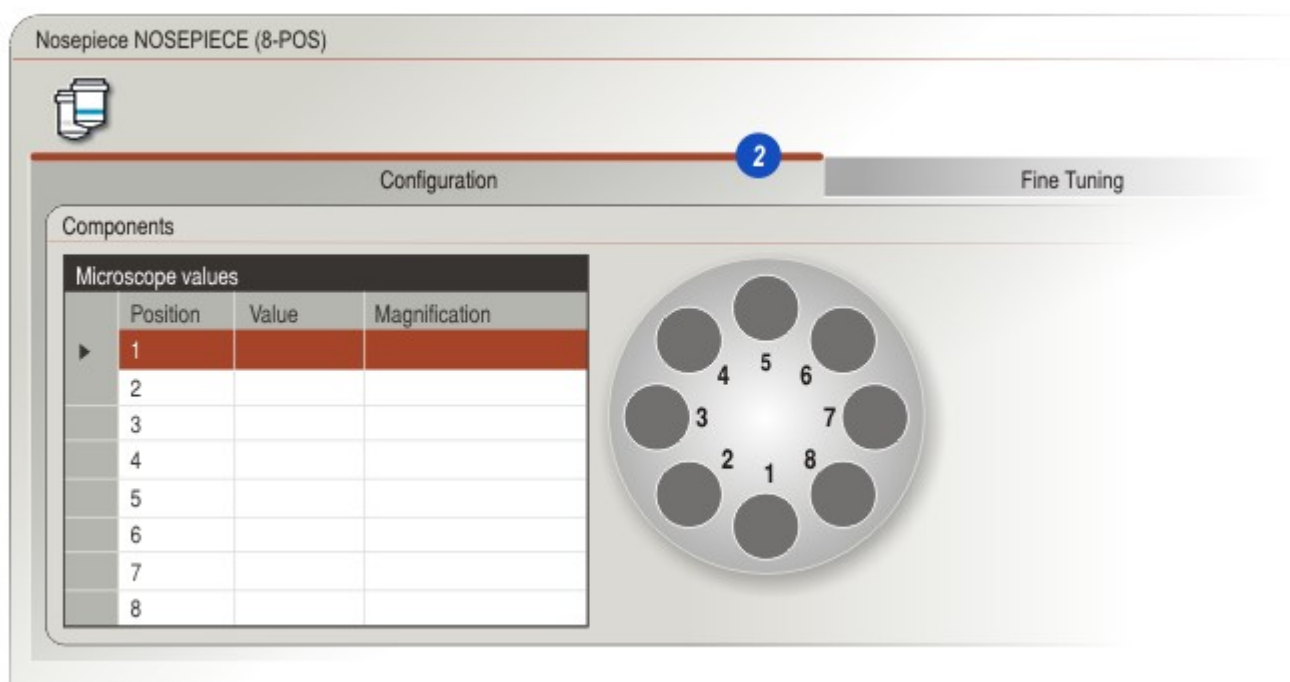 Nosepiece NOSEPIECE (8-POS)
2
Configuration
Fine Tuning
Components
Microscope values
Position Value Magnification
1
2
3
4
5
6
7
8
5
4 6
3 7
2 8
1